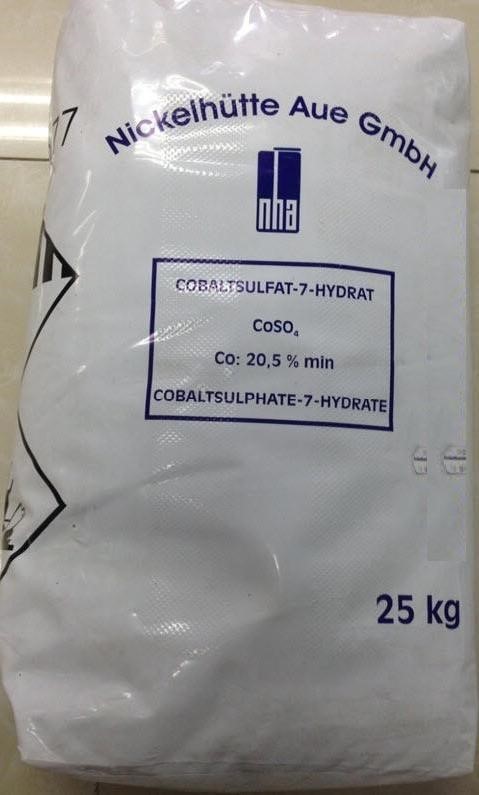 Nickelhütte Aue GmbH
nha
COBALTSULFAT-7-HYDRAT
CoSO₄
Co: 20,5 % min
COBALTSULPHATE-7-HYDRATE
25 kg